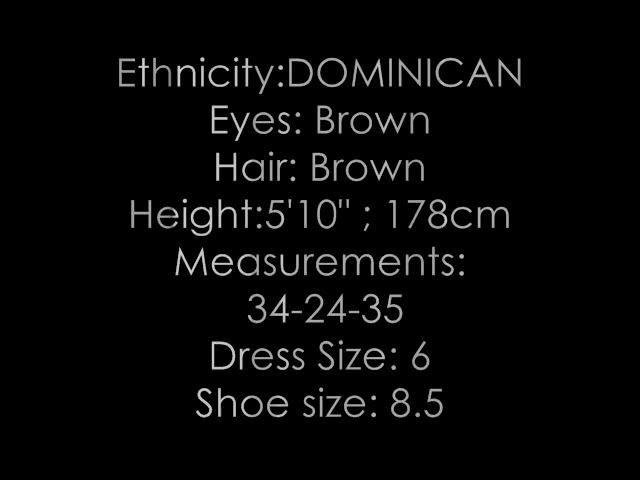 Ethnicity:DOMINICAN
Eyes: Brown
Hair: Brown
Height:5'10" ; 178cm
Measurements:
34-24-35
Dress Size: 6
Shoe size: 8.5